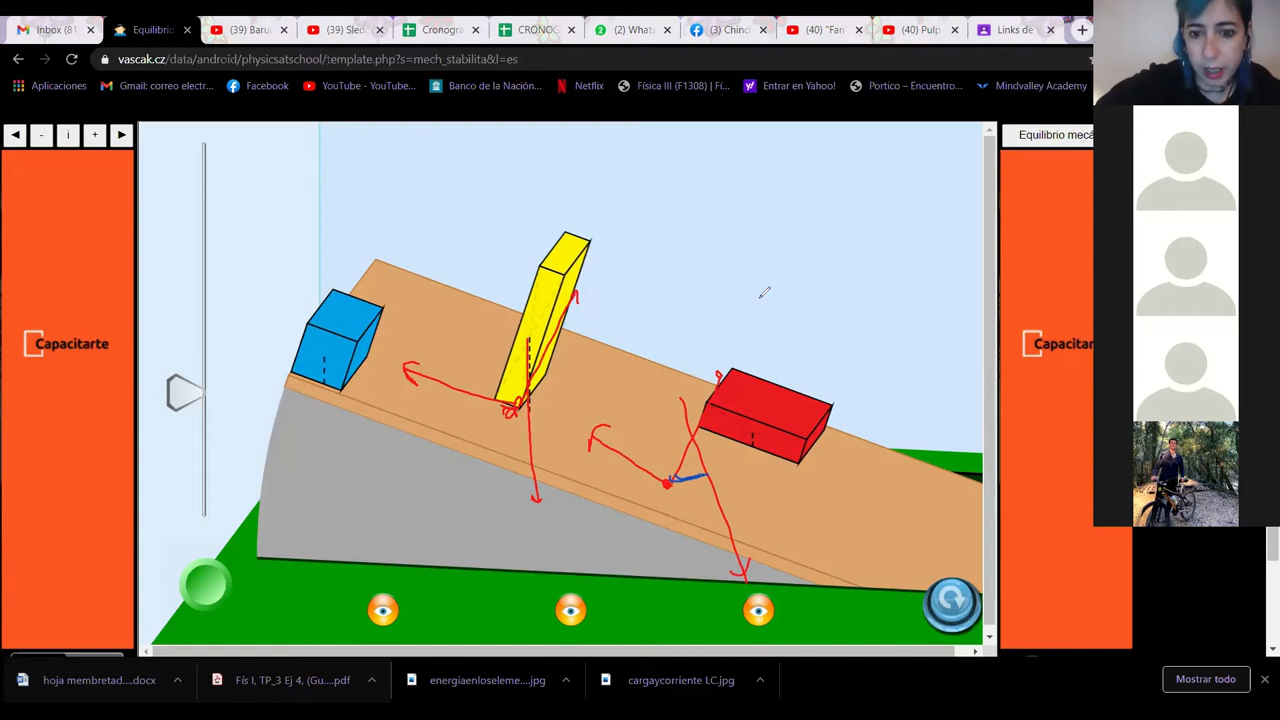 Inbox (81
Equilibrio
(39) Baru
(39) Sled
Cronogra
CRONOC
(2) Whats
(3) Chinc
(40) "Fan
(40) Pulp
Links de
vascak.cz/data/android/physicsatschool/template.php?s=mech_stabilita&l=es
Aplicaciones
Gmail: correo electr...
Facebook
YouTube - YouTube...
Banco de la Nación...
Netflix
Física III (F1308) | Fí...
Entrar en Yahoo!
Portico – Encuentro...
Mindvalley Academy
- i +
Equilibrio mecá
Capacitarte
Capacitar
hoja membretad....docx
Fís I, TP_3 Ej 4, (Gu....pdf
energiaenloseleme....jpg
cargaycorriente LC.jpg
Mostrar todo